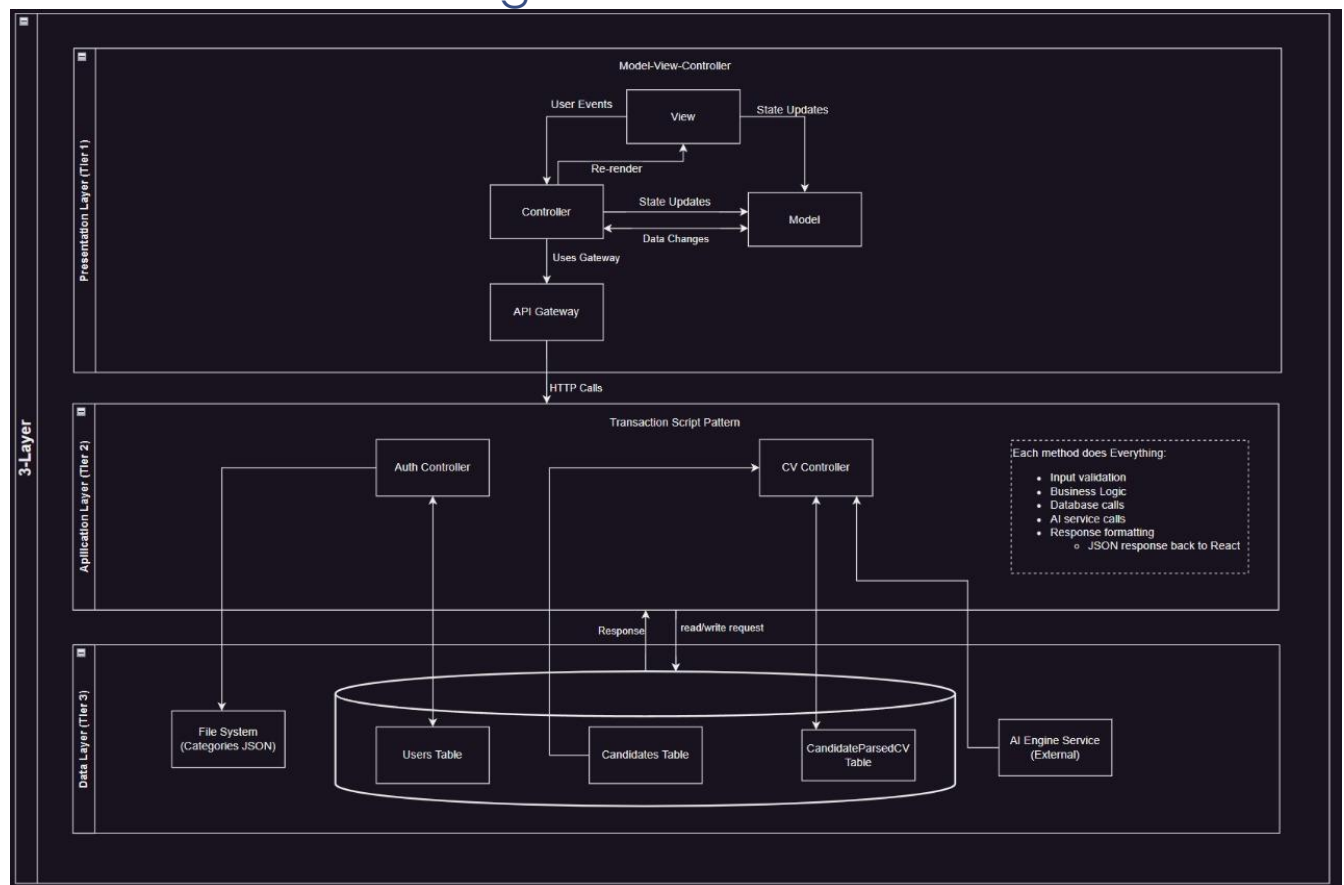 3-Layer
Presentation Layer (Tier 1)
Model-View-Controller
User Events
View
State Updates
Re-render
Controller
State Updates
Model
Data Changes
Uses Gateway
API Gateway
HTTP Calls
Apllication Layer (Tier 2)
Transaction Script Pattern
Auth Controller
CV Controller
Each method does Everything:
Input validation
Business Logic
Database calls
AI service calls
Response formatting
JSON response back to React
Response
read/write request
Data Layer (Tier 3)
File System
(Categories JSON)
Users Table
Candidates Table
CandidateParsedCV
Table
AI Engine Service
(External)